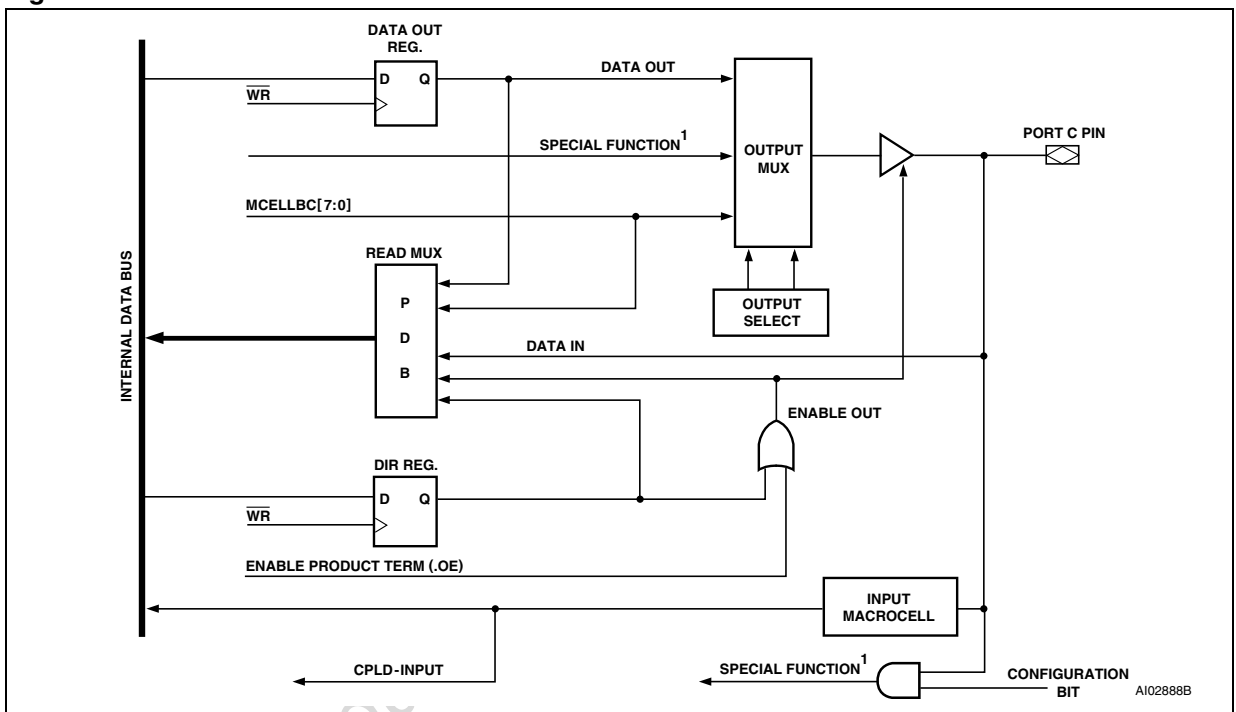 DATA OUT
REG.
D Q
WR
DATA OUT
SPECIAL FUNCTION1
OUTPUT
MUX
PORT C PIN
MCELLBC[7:0]
READ MUX
P
D
B
OUTPUT
SELECT
INTERNAL DATA BUS
DATA IN
ENABLE OUT
DIR REG.
D Q
WR
ENABLE PRODUCT TERM (.OE)
INPUT
MACROCELL
CPLD-INPUT
SPECIAL FUNCTION1
CONFIGURATION
BIT
AI02888B